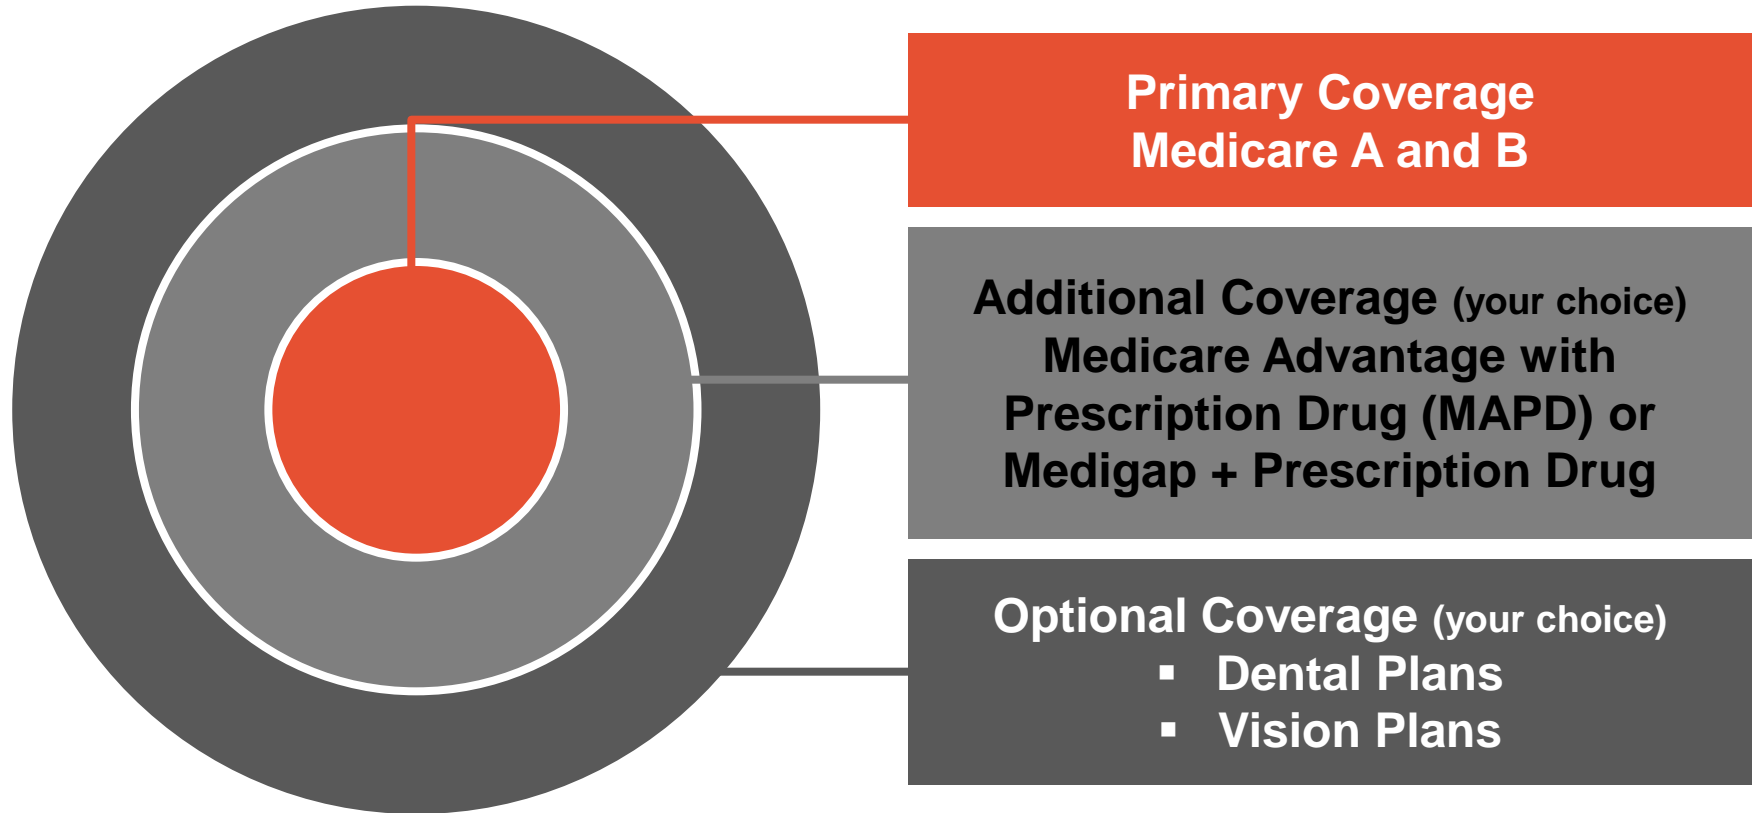 Primary Coverage
Medicare A and B
Additional Coverage (your choice)
Medicare Advantage with
Prescription Drug (MAPD) or
Medigap + Prescription Drug
Optional Coverage (your choice)
▪ Dental Plans
▪ Vision Plans